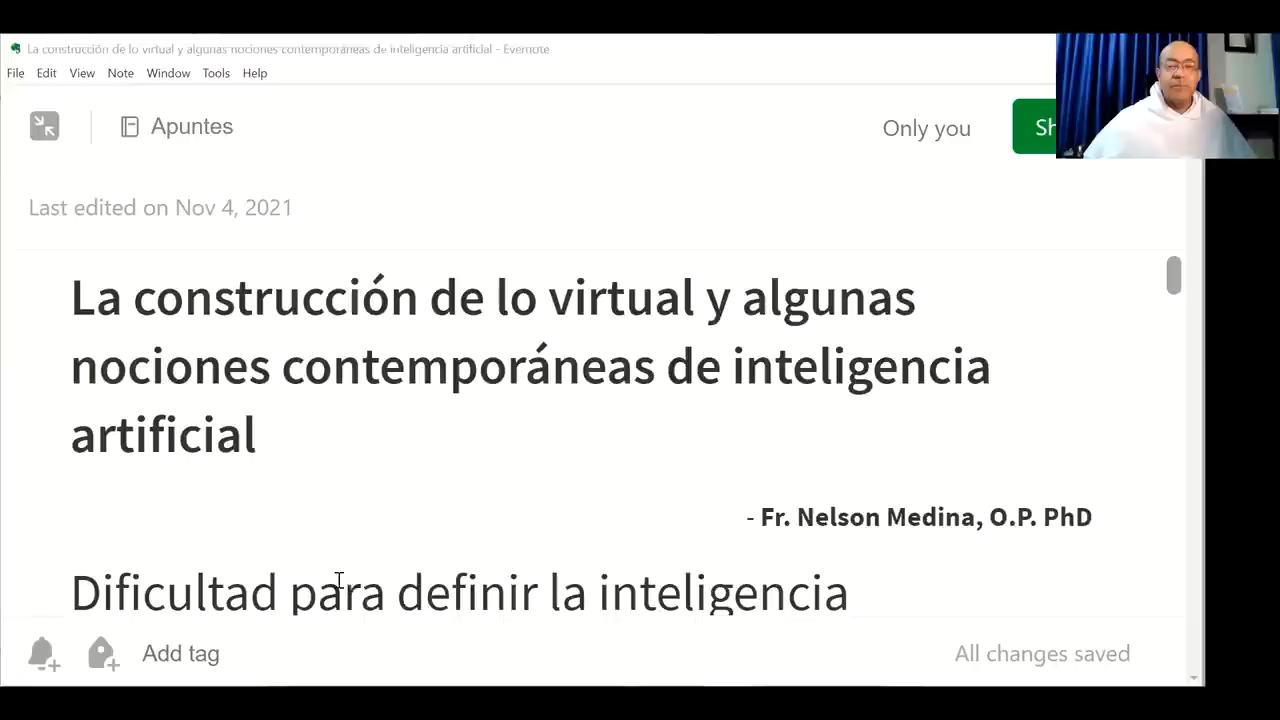 La construcción de lo virtual y algunas nociones contemporáneas de inteligencia artificial - Evernote
File Edit View Note Window Tools Help
Apuntes
Only you
Sh
Last edited on Nov 4, 2021
La construcción de lo virtual y algunas
nociones contemporáneas de inteligencia
artificial
- Fr. Nelson Medina, O.P. PhD
Dificultad para definir la inteligencia
Add tag
All changes saved